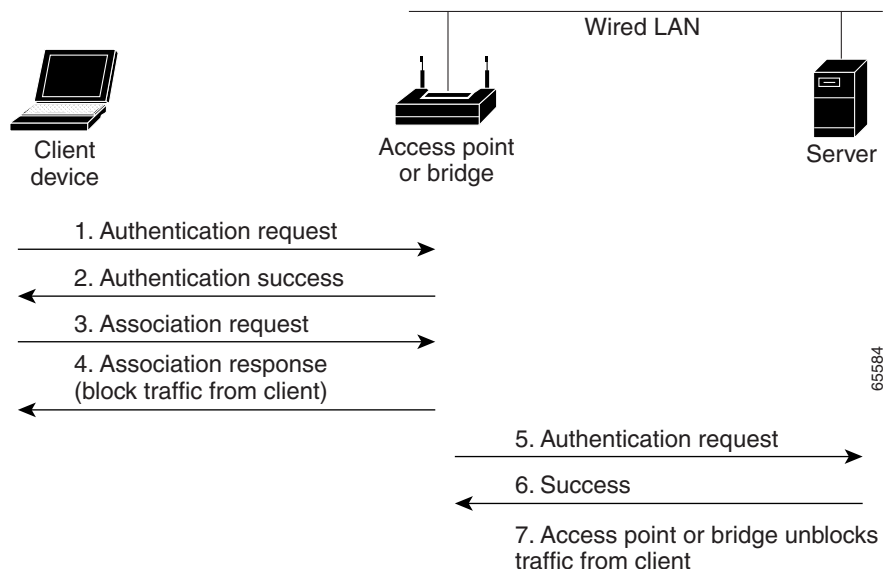 Wired LAN
Client
device
Access point
or bridge
Server
1. Authentication request
2. Authentication success
3. Association request
4. Association response
(block traffic from client)
65584
5. Authentication request
6. Success
7. Access point or bridge unblocks
traffic from client